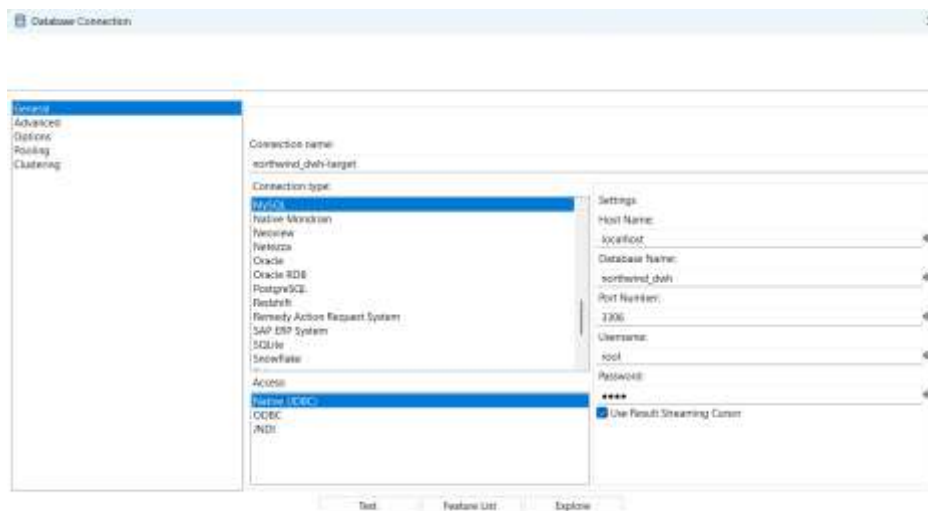 Database Connection
General
Advanced
Options
Pooling
Clustering
Connection name:
northwind_dwh-target
Connection type:
MySQL
Native Mondrian
Neoview
Netezza
Oracle
Oracle RDB
PostgreSQL
Redshift
Remedy Action Request System
SAP ERP System
SQLite
Snowflake
Access:
Native (JDBC)
ODBC
JNDI
Settings
Host Name:
localhost
Database Name:
northwind_dwh
Port Number:
3306
Username:
root
Password:
●●●●
Use Result Streaming Cursor
Test
Feature List
Explore